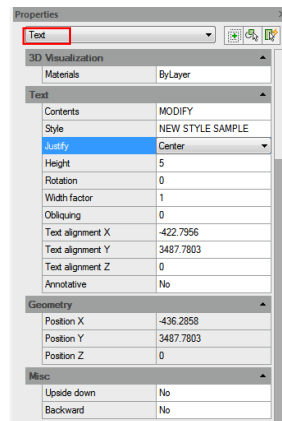 Properties
Text
3D Visualization
Materials ByLayer
Text
Contents MODIFY
Style NEW STYLE SAMPLE
Justify Center
Height 5
Rotation 0
Width factor 1
Obliquing 0
Text alignment X -422.7956
Text alignment Y 3487.7803
Text alignment Z 0
Annotative No
Geometry
Position X -436.2858
Position Y 3487.7803
Position Z 0
Misc
Upside down No
Backward No